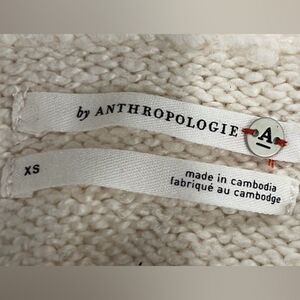 by ANTHROPOLOGIE A
XS
made in cambodia
fabriqué au cambodge